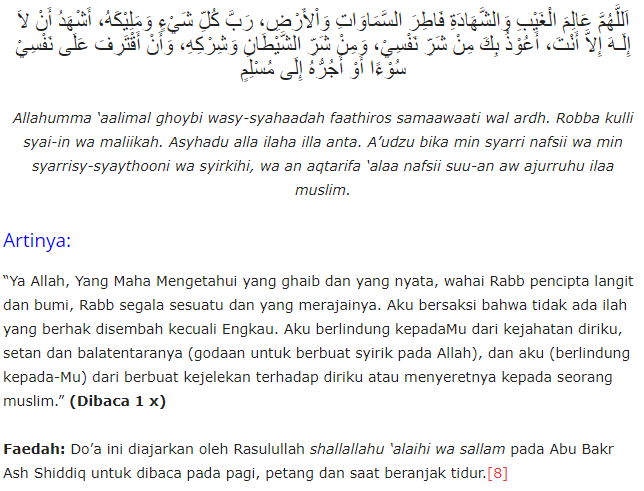 اَللَّهُمَّ عَالِمَ الْغَيْبِ وَالشَّهَادَةِ فَاطِرَ السَّمَاوَاتِ وَاْلأَرْضِ، رَبَّ كُلِّ شَيْءٍ وَمَلِيْكَهُ، أَشْهَدُ أَنْ لاَ
إِلَـهَ إِلاَّ أَنْتَ، أَعُوْذُ بِكَ مِنْ شَرِّ نَفْسِيْ، وَمِنْ شَرِّ الشَّيْطَانِ وَشِرْكِهِ، وَأَنْ أَقْتَرِفَ عَلَى نَفْسِيْ
سُوْءًا أَوْ أَجُرُّهُ إِلَى مُسْلِمٍ
Allahumma ‘aalimal ghoybi wasy-syahaadah faathiros samaawaati wal ardh. Robba kulli
syai-in wa maliikah. Asyhadu alla ilaha illa anta. A’udzu bika min syarri nafsii wa min
syarrisy-syaythooni wa syirkihi, wa an aqtarifa ‘alaa nafsii suu-an aw ajurruhu ilaa
muslim.
Artinya:
“Ya Allah, Yang Maha Mengetahui yang ghaib dan yang nyata, wahai Rabb pencipta langit
dan bumi, Rabb segala sesuatu dan yang merajainya. Aku bersaksi bahwa tidak ada ilah
yang berhak disembah kecuali Engkau. Aku berlindung kepadaMu dari kejahatan diriku,
setan dan balatentaranya (godaan untuk berbuat syirik pada Allah), dan aku (berlindung
kepada-Mu) dari berbuat kejelekan terhadap diriku atau menyeretnya kepada seorang
muslim.” (Dibaca 1 x)
Faedah: Do’a ini diajarkan oleh Rasulullah shallallahu ‘alaihi wa sallam pada Abu Bakr
Ash Shiddiq untuk dibaca pada pagi, petang dan saat beranjak tidur.[8]